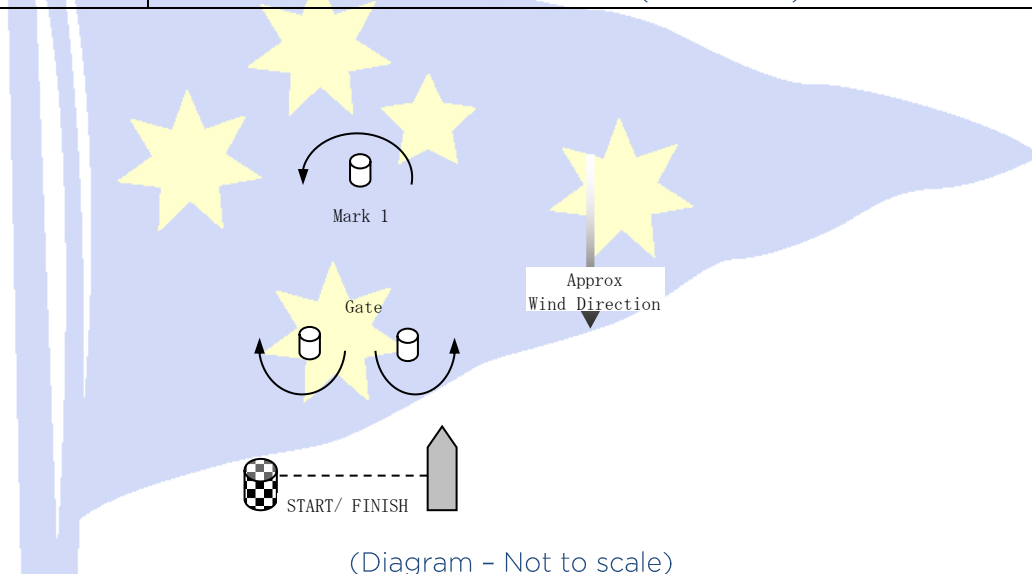 Mark 1
Gate
Approx
Wind Direction
START/ FINISH
(Diagram – Not to scale)